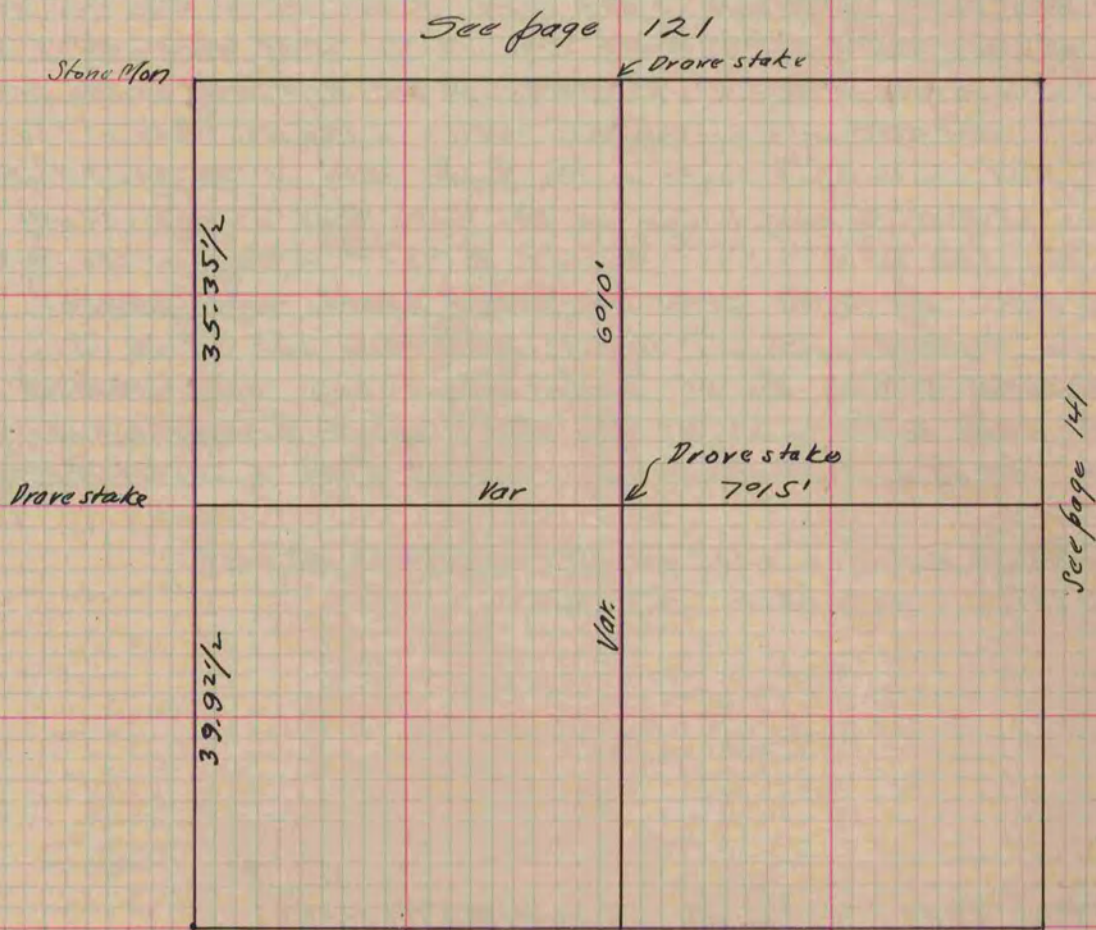 See page 121
Stone Mon
Drove stake
35.35½
6°10'
Drove stake
Drove stake
Var
7°15'
See page 141
Var.
39.92½